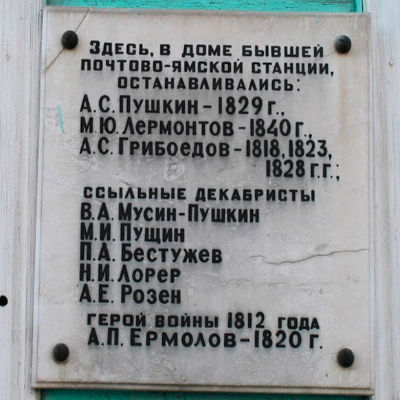 Здесь, в доме бывшей
почтово-ямской станции,
останавливались:
А.С. Пушкин – 1829 г.,
М.Ю. Лермонтов – 1840 г.,
А.С. Грибоедов – 1818, 1823,
1828 г.г.;
ссыльные декабристы
В.А. Мусин-Пушкин
М.И. Пущин
П.А. Бестужев
Н.И. Лорер
А.Е. Розен
герой войны 1812 года
А.П. Ермолов – 1820 г.